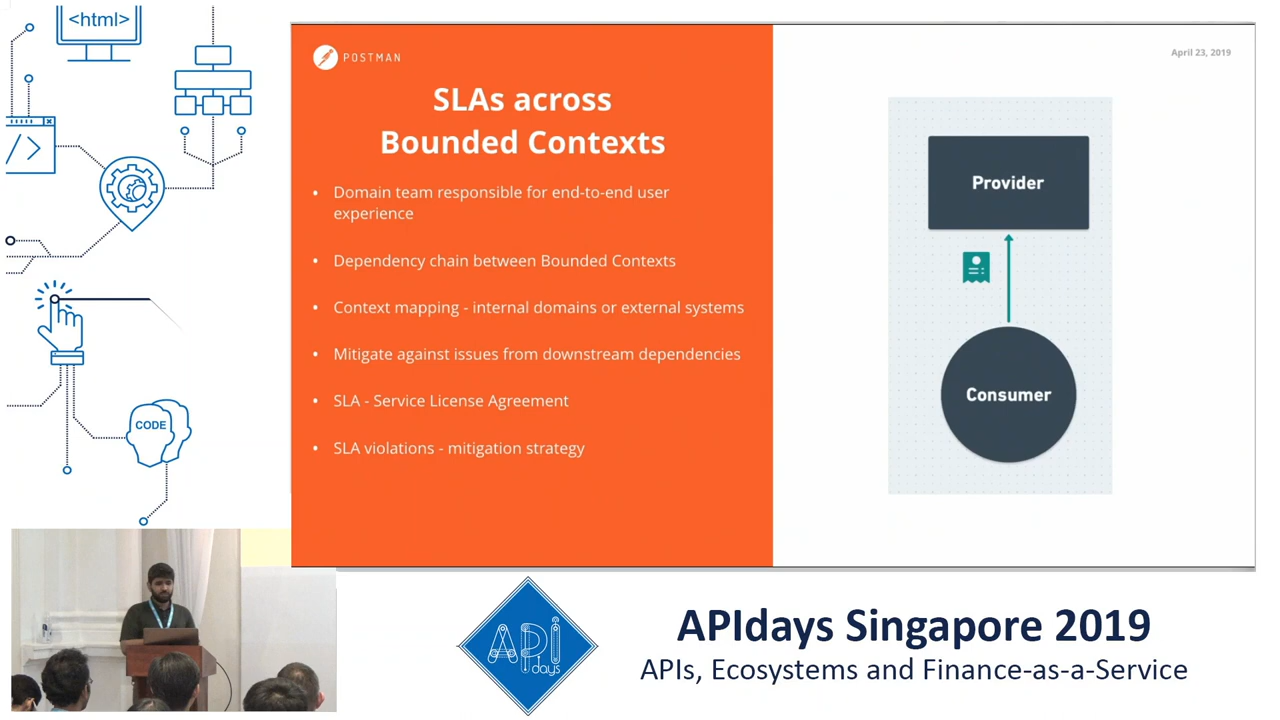 <html>
POSTMAN
April 23, 2019
SLAs across
Bounded Contexts
• Domain team responsible for end-to-end user
experience
• Dependency chain between Bounded Contexts
• Context mapping - internal domains or external systems
• Mitigate against issues from downstream dependencies
• SLA - Service License Agreement
• SLA violations - mitigation strategy
Provider
Consumer
</>
CODE
API
days
APIdays Singapore 2019
APIs, Ecosystems and Finance-as-a-Service